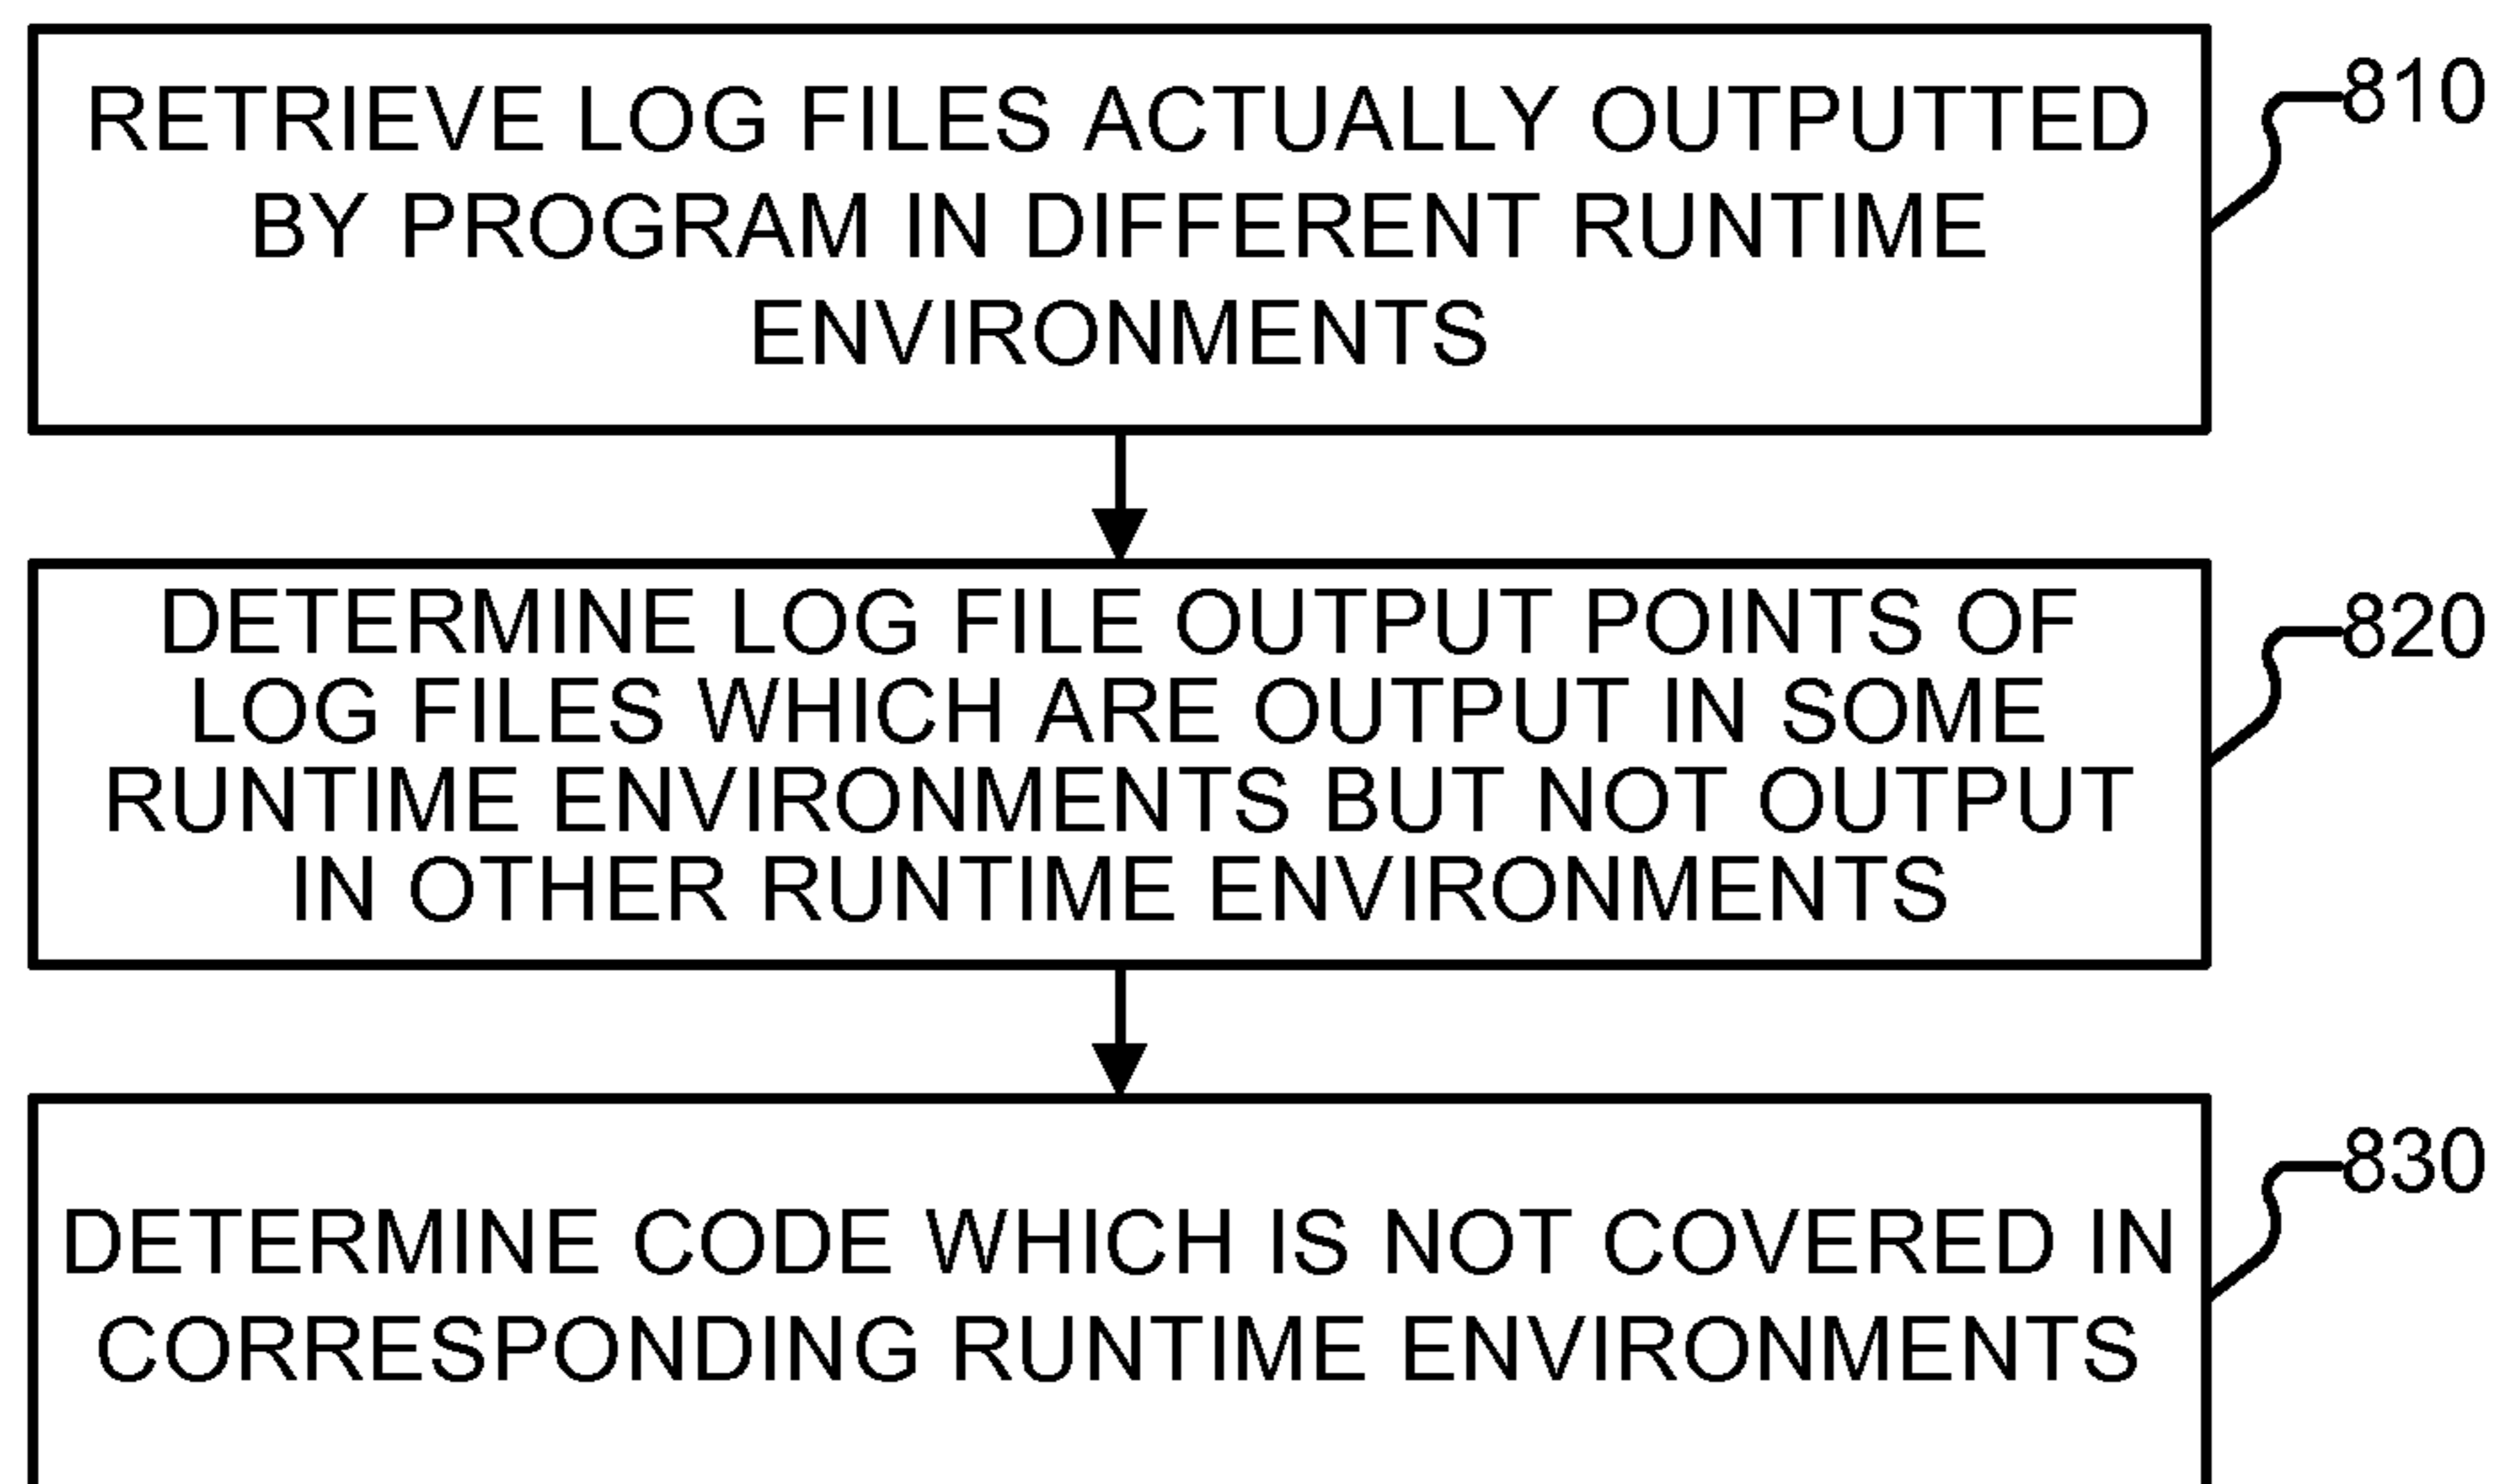 RETRIEVE LOG FILES ACTUALLY OUTPUTTED
BY PROGRAM IN DIFFERENT RUNTIME
ENVIRONMENTS
810
DETERMINE LOG FILE OUTPUT POINTS OF
LOG FILES WHICH ARE OUTPUT IN SOME
RUNTIME ENVIRONMENTS BUT NOT OUTPUT
IN OTHER RUNTIME ENVIRONMENTS
820
DETERMINE CODE WHICH IS NOT COVERED IN
CORRESPONDING RUNTIME ENVIRONMENTS
830